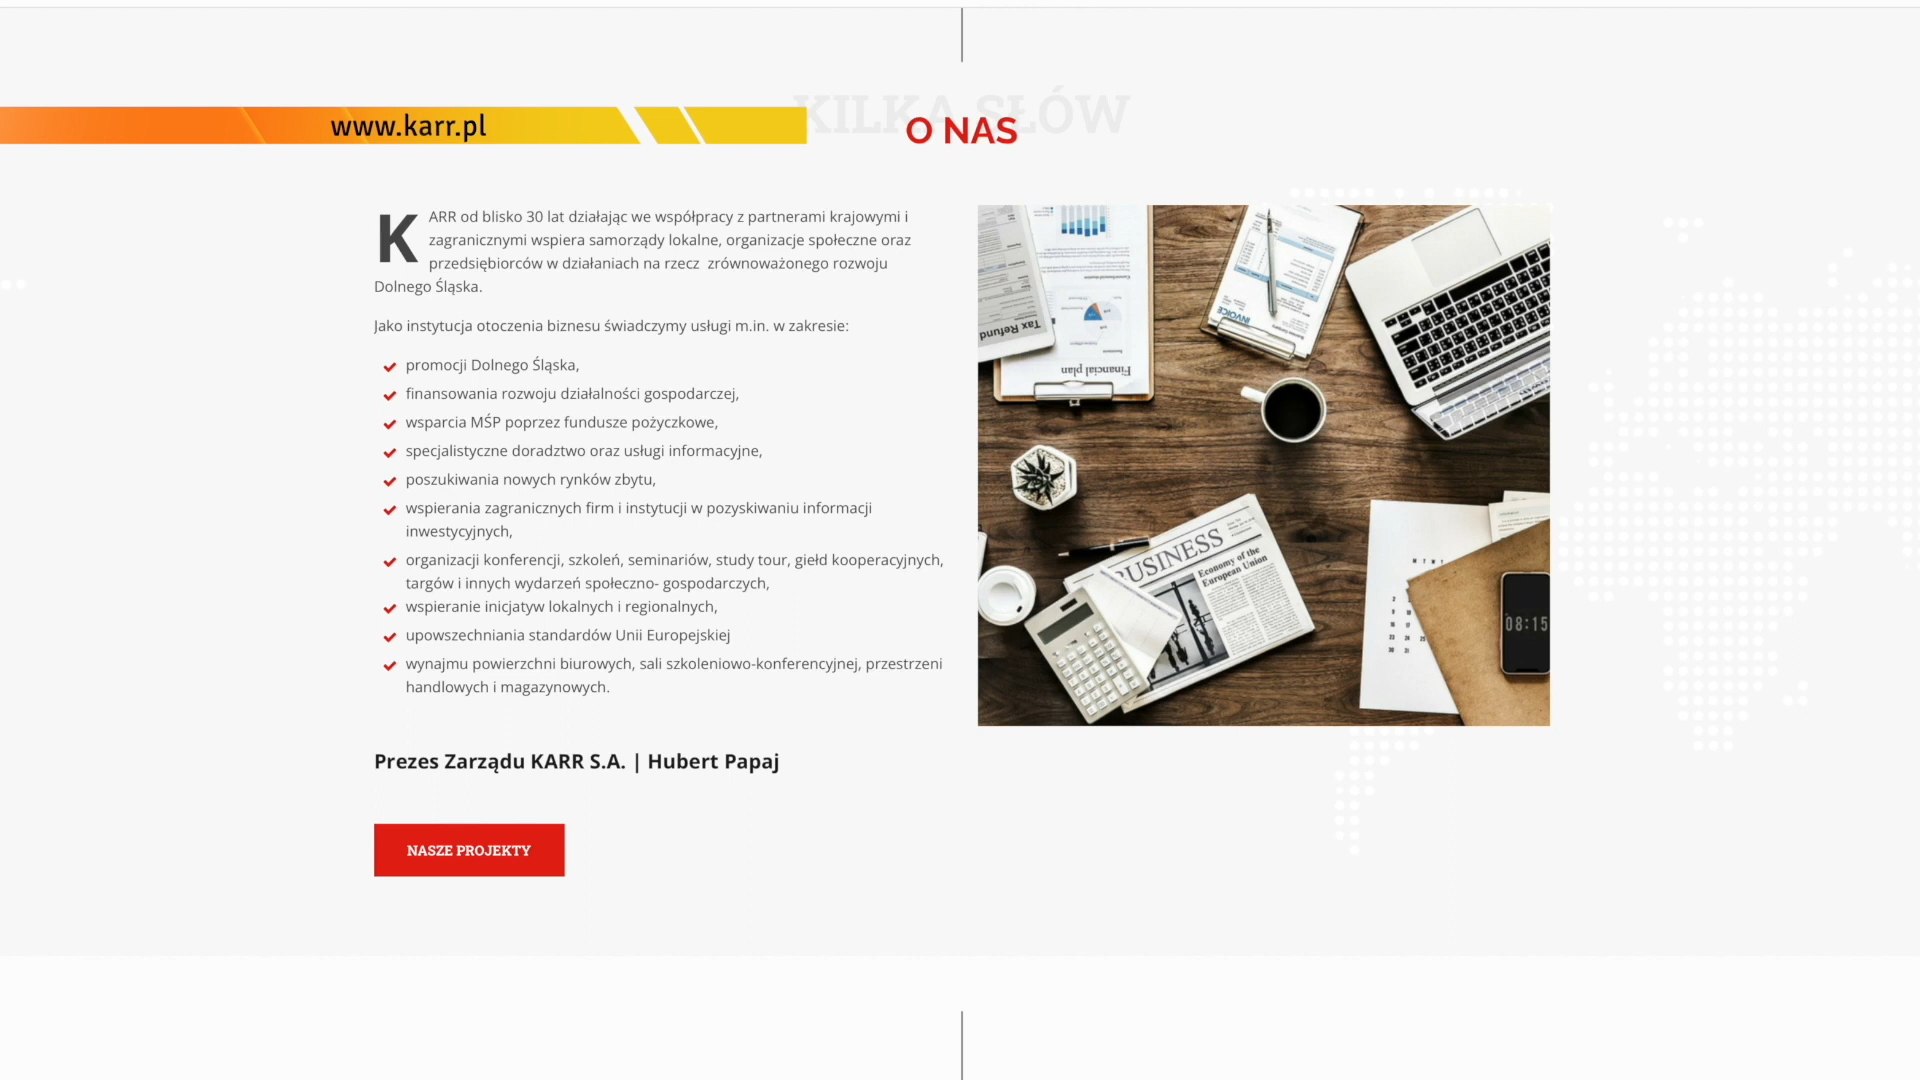 KILKA SŁÓW
www.karr.pl
O NAS
KARR od blisko 30 lat działając we współpracy z partnerami krajowymi i
zagranicznymi wspiera samorządy lokalne, organizacje społeczne oraz
przedsiębiorców w działaniach na rzecz zrównoważonego rozwoju
Dolnego Śląska.
Jako instytucja otoczenia biznesu świadczymy usługi m.in. w zakresie:
promocji Dolnego Śląska,
finansowania rozwoju działalności gospodarczej,
wsparcia MŚP poprzez fundusze pożyczkowe,
specjalistyczne doradztwo oraz usługi informacyjne,
poszukiwania nowych rynków zbytu,
wspierania zagranicznych firm i instytucji w pozyskiwaniu informacji
inwestycyjnych,
organizacji konferencji, szkoleń, seminariów, study tour, giełd kooperacyjnych,
targów i innych wydarzeń społeczno- gospodarczych,
wspieranie inicjatyw lokalnych i regionalnych,
upowszechniania standardów Unii Europejskiej
wynajmu powierzchni biurowych, sali szkoleniowo-konferencyjnej, przestrzeni
handlowych i magazynowych.
Prezes Zarządu KARR S.A. | Hubert Papaj
NASZE PROJEKTY
Tax Refund
Financial plan
INVOICE
BUSINESS
Economy of the
European Union
08:15